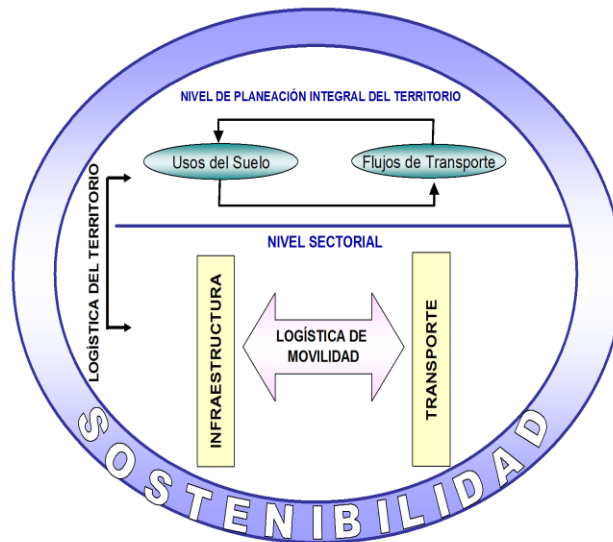 NIVEL DE PLANEACIÓN INTEGRAL DEL TERRITORIO
Usos del Suelo
Flujos de Transporte
LOGÍSTICA DEL TERRITORIO
NIVEL SECTORIAL
INFRAESTRUCTURA
LOGÍSTICA DE
MOVILIDAD
TRANSPORTE
SOSTENIBILIDAD